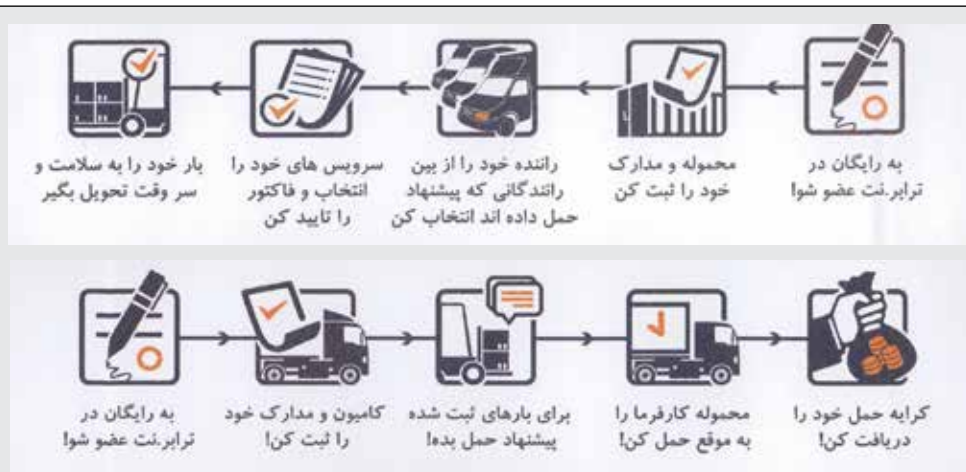 به رایگان در
ترابر.نت عضو شو!
محموله و مدارک
خود را ثبت کن
راننده خود را از بین
رانندگانی که پیشنهاد
حمل داده اند انتخاب کن
سرویس های خود را
انتخاب و فاکتور
را تایید کن
بار خود را به سلامت و
سر وقت تحویل بگیر
به رایگان در
ترابر.نت عضو شو!
کامیون و مدارک خود
را ثبت کن!
برای بارهای ثبت شده
پیشنهاد حمل بده!
محموله کارفرما را
به موقع حمل کن!
کرایه حمل خود را
دریافت کن!